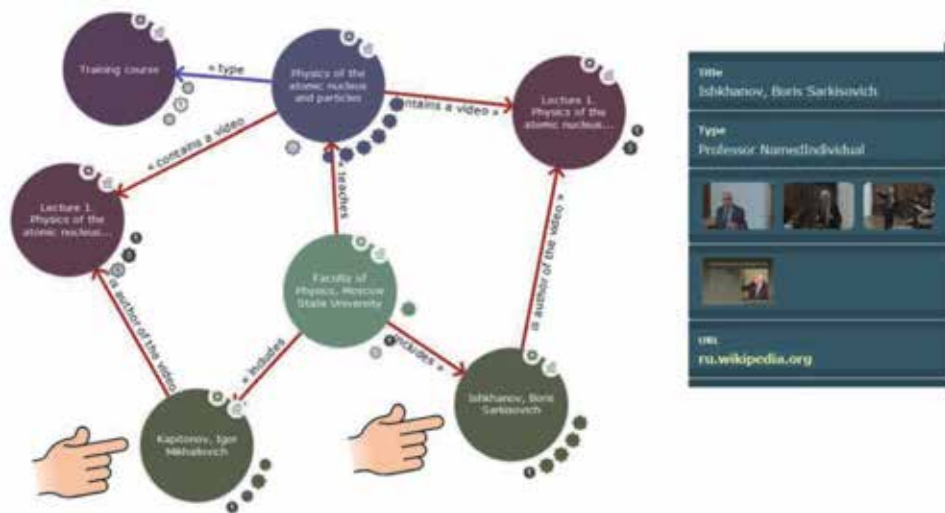 Training course
« type
Physics of the
atomic nucleus
and particles
ontains a video »
Lecture 1.
Physics of the
atomic nucleus...
« contains a video
Lecture 1.
Physics of the
atomic nucleus...
« teaches
Faculty of
Physics, Moscow
State University
is author of the video
« includes
includes »
is author of the video »
Kapitonov, Igor
Mikhailovich
Ishkhanov, Boris
Sarkisovich
Title
Ishkhanov, Boris Sarkisovich
Type
Professor NamedIndividual
URL
ru.wikipedia.org